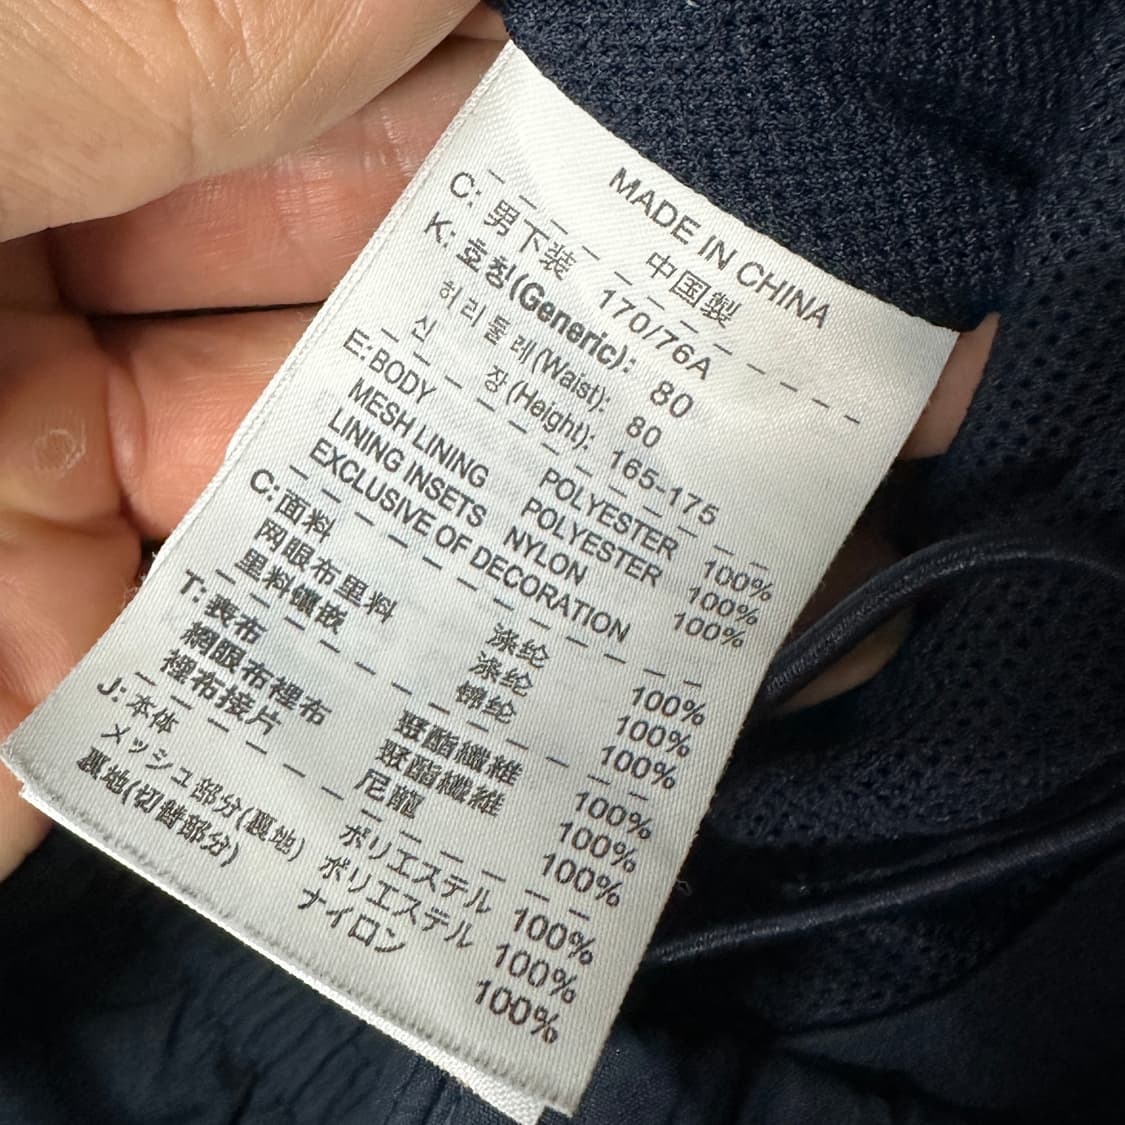 MADE IN CHINA
中国製
C: 男下装 170/76A
K: 호칭(Generic): 80
허리둘레(Waist): 80
신 장(Height): 165-175
E: BODY POLYESTER 100%
MESH LINING POLYESTER 100%
LINING INSETS NYLON 100%
EXCLUSIVE OF DECORATION
C: 面料 涤纶 100%
网眼布里料 涤纶 100%
里料镶嵌 锦纶 100%
T: 表布 聚酯纖維 100%
網眼布裡布 聚酯纖維 100%
裡布接片 尼龍 100%
J: 本体 ポリエステル 100%
メッシュ部分(裏地) ポリエステル 100%
裏地(切替部分) ナイロン 100%